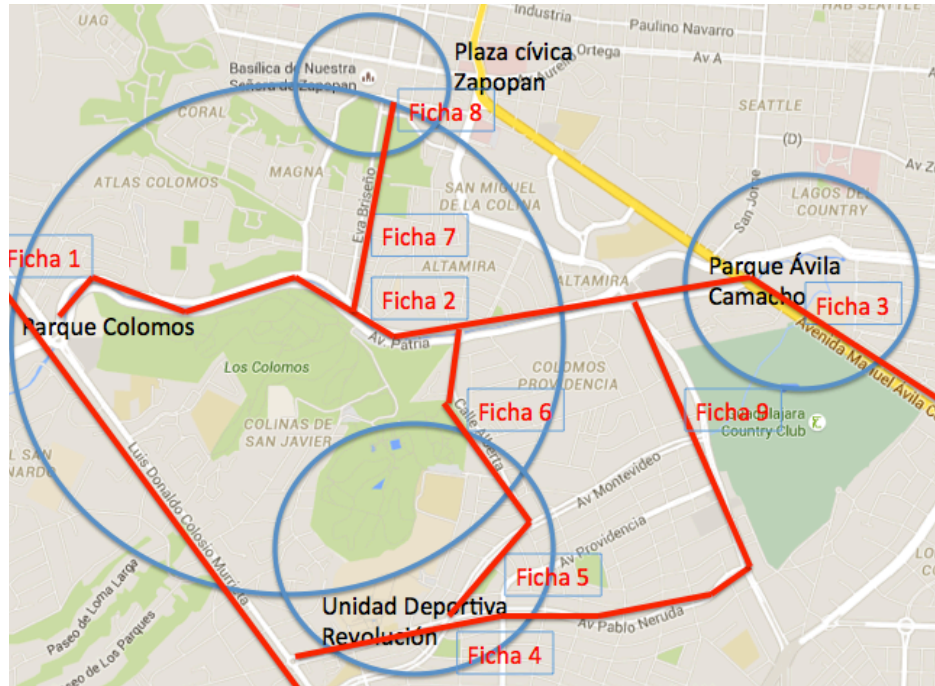 UAG
Industria
Paulino Navarro
HAB SEATTLE
Plaza cívica
Zapopan
Av Aurelio Ortega
Av A
Basílica de Nuestra
Señora de Zapopan
Ficha 8
CORAL
SEATTLE
(D)
MAGNA
ATLAS COLOMOS
SAN MIGUEL
DE LA COLINA
San Jorge
LAGOS DEL
COUNTRY
Eva Briseño
Ficha 7
Ficha 1
ALTAMIRA
ALTAMIRA
Parque Ávila
Camacho
Ficha 2
Ficha 3
Parque Colomos
Av. Patria
Avenida Manuel Ávila
Los Colomos
COLOMOS
PROVIDENCIA
COLINAS
DE SAN JAVIER
Calle Alberta
Ficha 6
Ficha 9
Guadalajara
Country Club
Luis Donaldo Colosio Murrieta
Av Montevideo
Av Providencia
Paseo de Loma Larga
Ficha 5
Unidad Deportiva
Revolución
Av Pablo Neruda
Ficha 4
Paseo de Los Parques